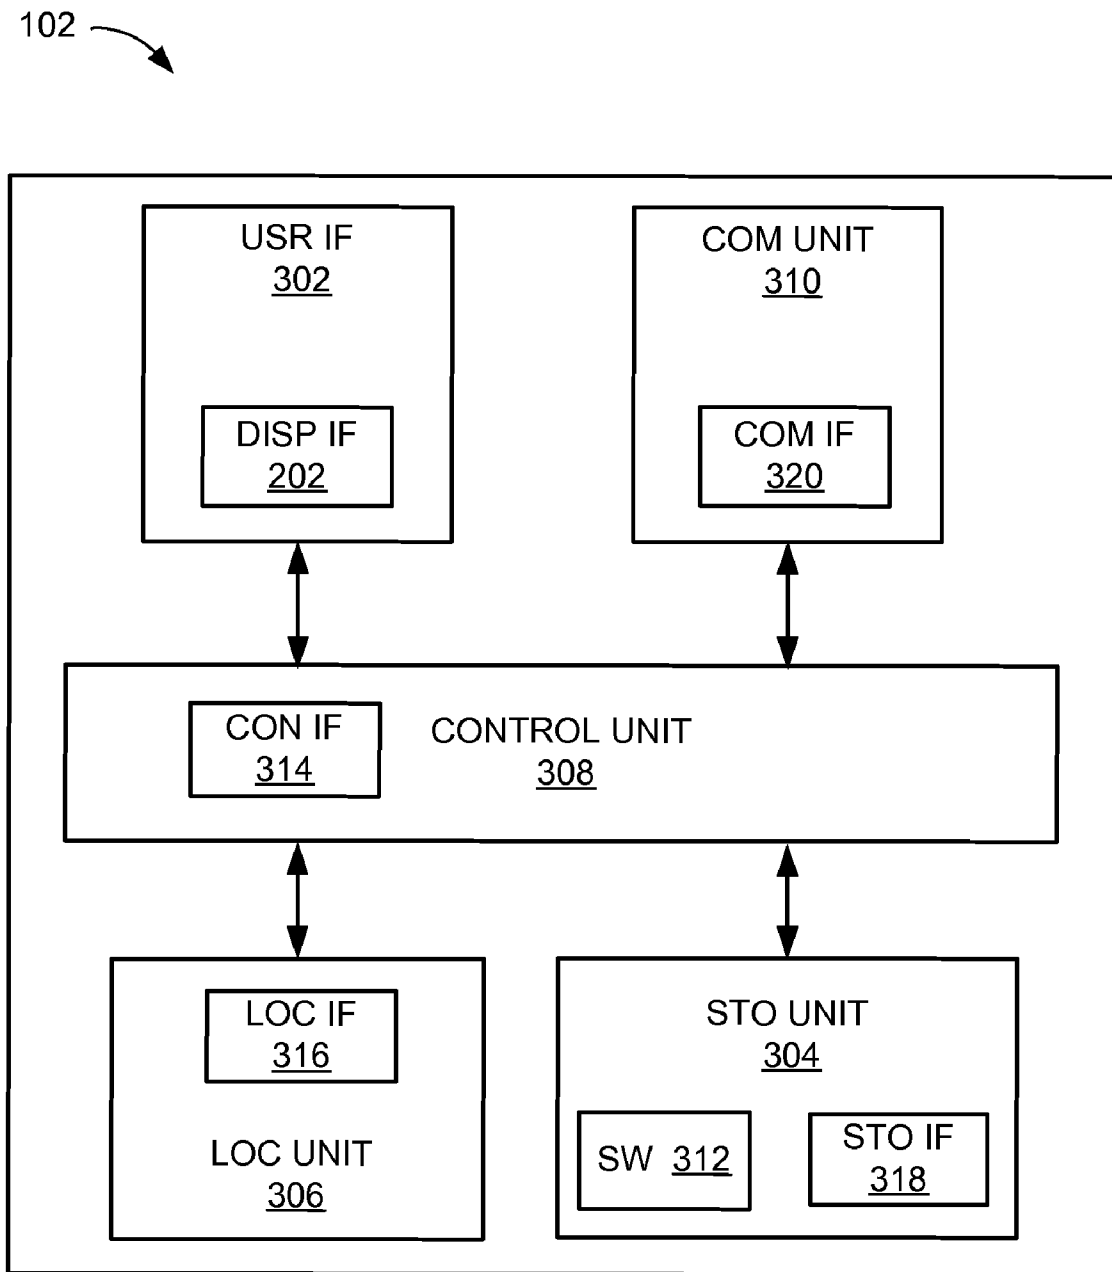 102
USR IF
302
DISP IF
202
COM UNIT
310
COM IF
320
CON IF
314
CONTROL UNIT
308
LOC IF
316
LOC UNIT
306
STO UNIT
304
SW 312
STO IF
318